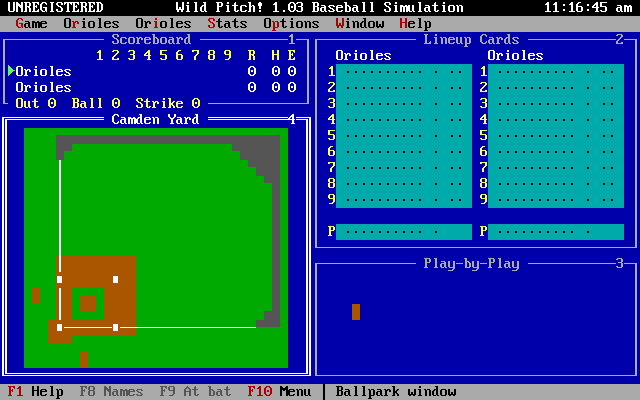 UNREGISTERED Wild Pitch! 1.03 Baseball Simulation 11:16:45 am
Game Orioles Orioles Stats Options Window Help
Scoreboard 1
1 2 3 4 5 6 7 8 9 R H E
Orioles 0 0 0
Orioles 0 0 0
Out 0 Ball 0 Strike 0
Camden Yard 4
Lineup Cards 2
Orioles Orioles
1 1
2 2
3 3
4 4
5 5
6 6
7 7
8 8
9 9
P P
Play-by-Play 3
F1 Help F8 Names F9 At bat F10 Menu | Ballpark window